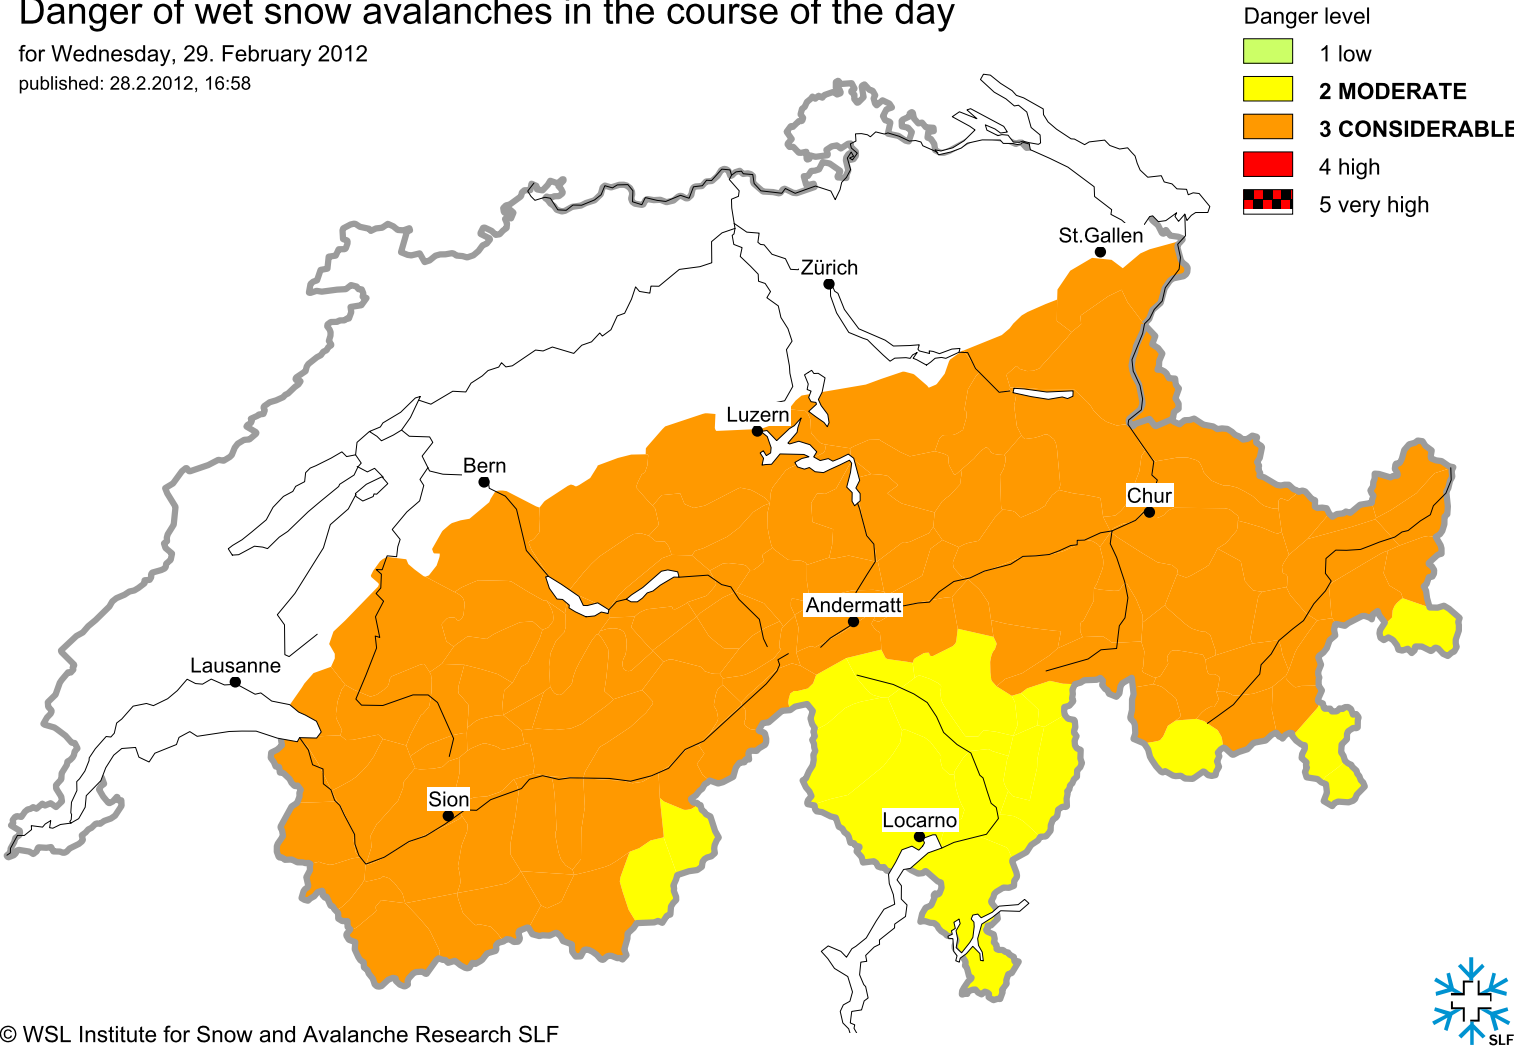 Danger of wet snow avalanches in the course of the day
for Wednesday, 29. February 2012
published: 28.2.2012, 16:58
Danger level
1 low
2 MODERATE
3 CONSIDERABLE
4 high
5 very high
St.Gallen
Zürich
Luzern
Bern
Chur
Andermatt
Lausanne
Sion
Locarno
© WSL Institute for Snow and Avalanche Research SLF
SLF